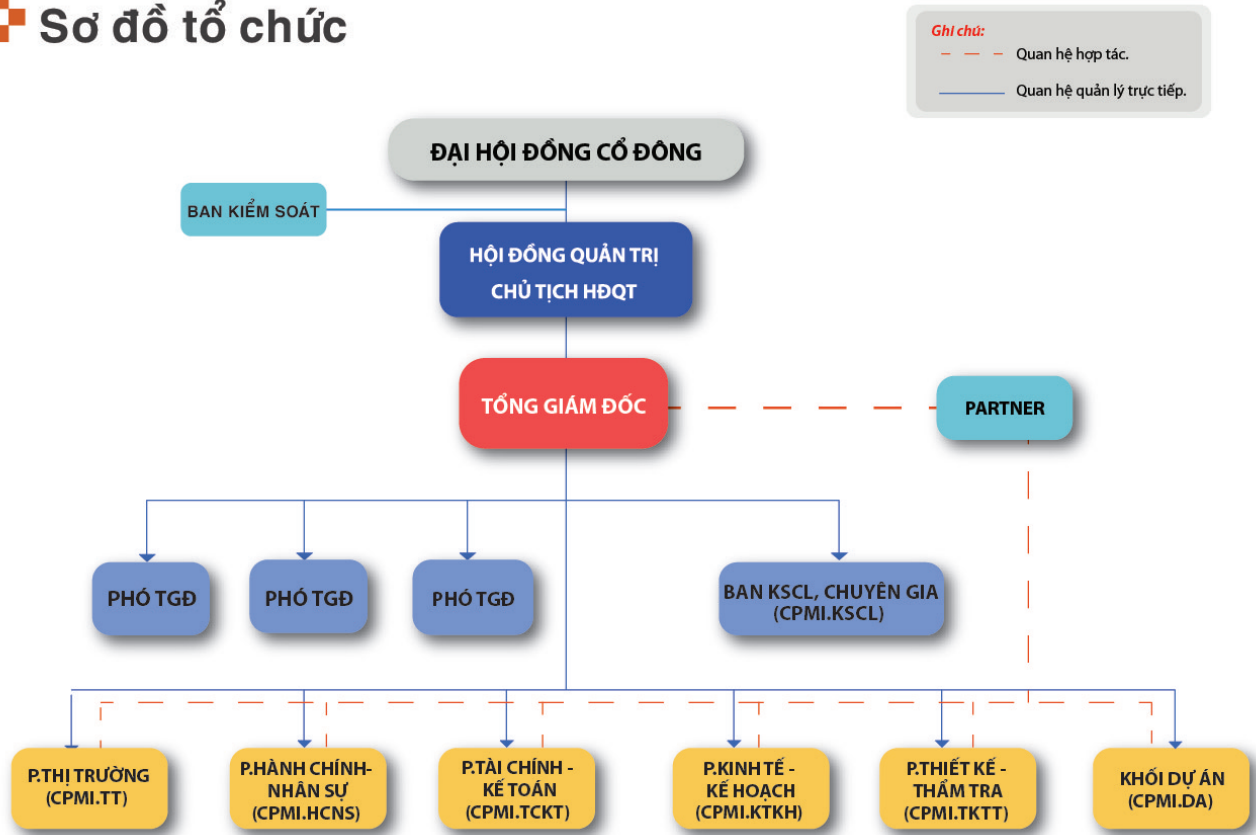 Sơ đồ tổ chức
Ghi chú:
Quan hệ hợp tác.
Quan hệ quản lý trực tiếp.
ĐẠI HỘI ĐỒNG CỔ ĐÔNG
BAN KIỂM SOÁT
HỘI ĐỒNG QUẢN TRỊ
CHỦ TỊCH HĐQT
TỔNG GIÁM ĐỐC
PARTNER
PHÓ TGĐ
PHÓ TGĐ
PHÓ TGĐ
BAN KSCL, CHUYÊN GIA
(CPMI.KSCL)
P.THỊ TRƯỜNG
(CPMI.TT)
P.HÀNH CHÍNH-
NHÂN SỰ
(CPMI.HCNS)
P.TÀI CHÍNH -
KẾ TOÁN
(CPMI.TCKT)
P.KINH TẾ -
KẾ HOẠCH
(CPMI.KTKH)
P.THIẾT KẾ -
THẨM TRA
(CPMI.TKTT)
KHỐI DỰ ÁN
(CPMI.DA)